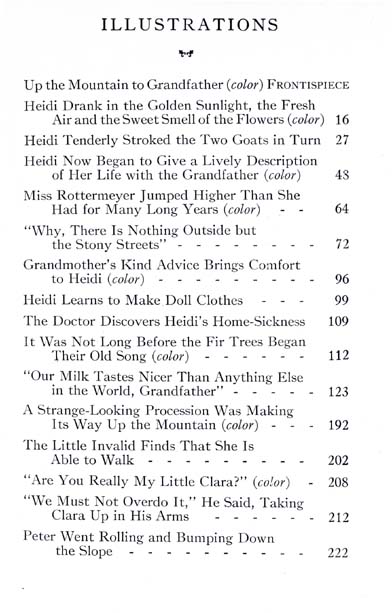 ILLUSTRATIONS
Up the Mountain to Grandfather (color) FRONTISPIECE
Heidi Drank in the Golden Sunlight, the Fresh
Air and the Sweet Smell of the Flowers (color) 16
Heidi Tenderly Stroked the Two Goats in Turn 27
Heidi Now Began to Give a Lively Description
of Her Life with the Grandfather (color) 48
Miss Rottermeyer Jumped Higher Than She
Had for Many Long Years (color) - - 64
"Why, There Is Nothing Outside but
the Stony Streets" - - - - - - - - 72
Grandmother's Kind Advice Brings Comfort
to Heidi (color) - - - - - - - - - 96
Heidi Learns to Make Doll Clothes - - - 99
The Doctor Discovers Heidi's Home-Sickness 109
It Was Not Long Before the Fir Trees Began
Their Old Song (color) - - - - - - 112
"Our Milk Tastes Nicer Than Anything Else
in the World, Grandfather" - - - - - 123
A Strange-Looking Procession Was Making
Its Way Up the Mountain (color) - - - 192
The Little Invalid Finds That She Is
Able to Walk - - - - - - - - - 202
"Are You Really My Little Clara?" (color) - 208
"We Must Not Overdo It," He Said, Taking
Clara Up in His Arms - - - - - - 212
Peter Went Rolling and Bumping Down
the Slope - - - - - - - - - - 222